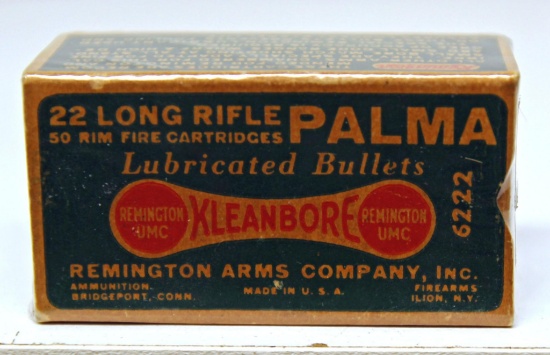 22 LONG RIFLE PALMA
50 RIM FIRE CARTRIDGES
Lubricated Bullets
REMINGTON UMC KLEANBORE REMINGTON UMC
6222
REMINGTON ARMS COMPANY, INC.
AMMUNITION. MADE IN U.S.A. FIREARMS
BRIDGEPORT, CONN. ILION, N.Y.